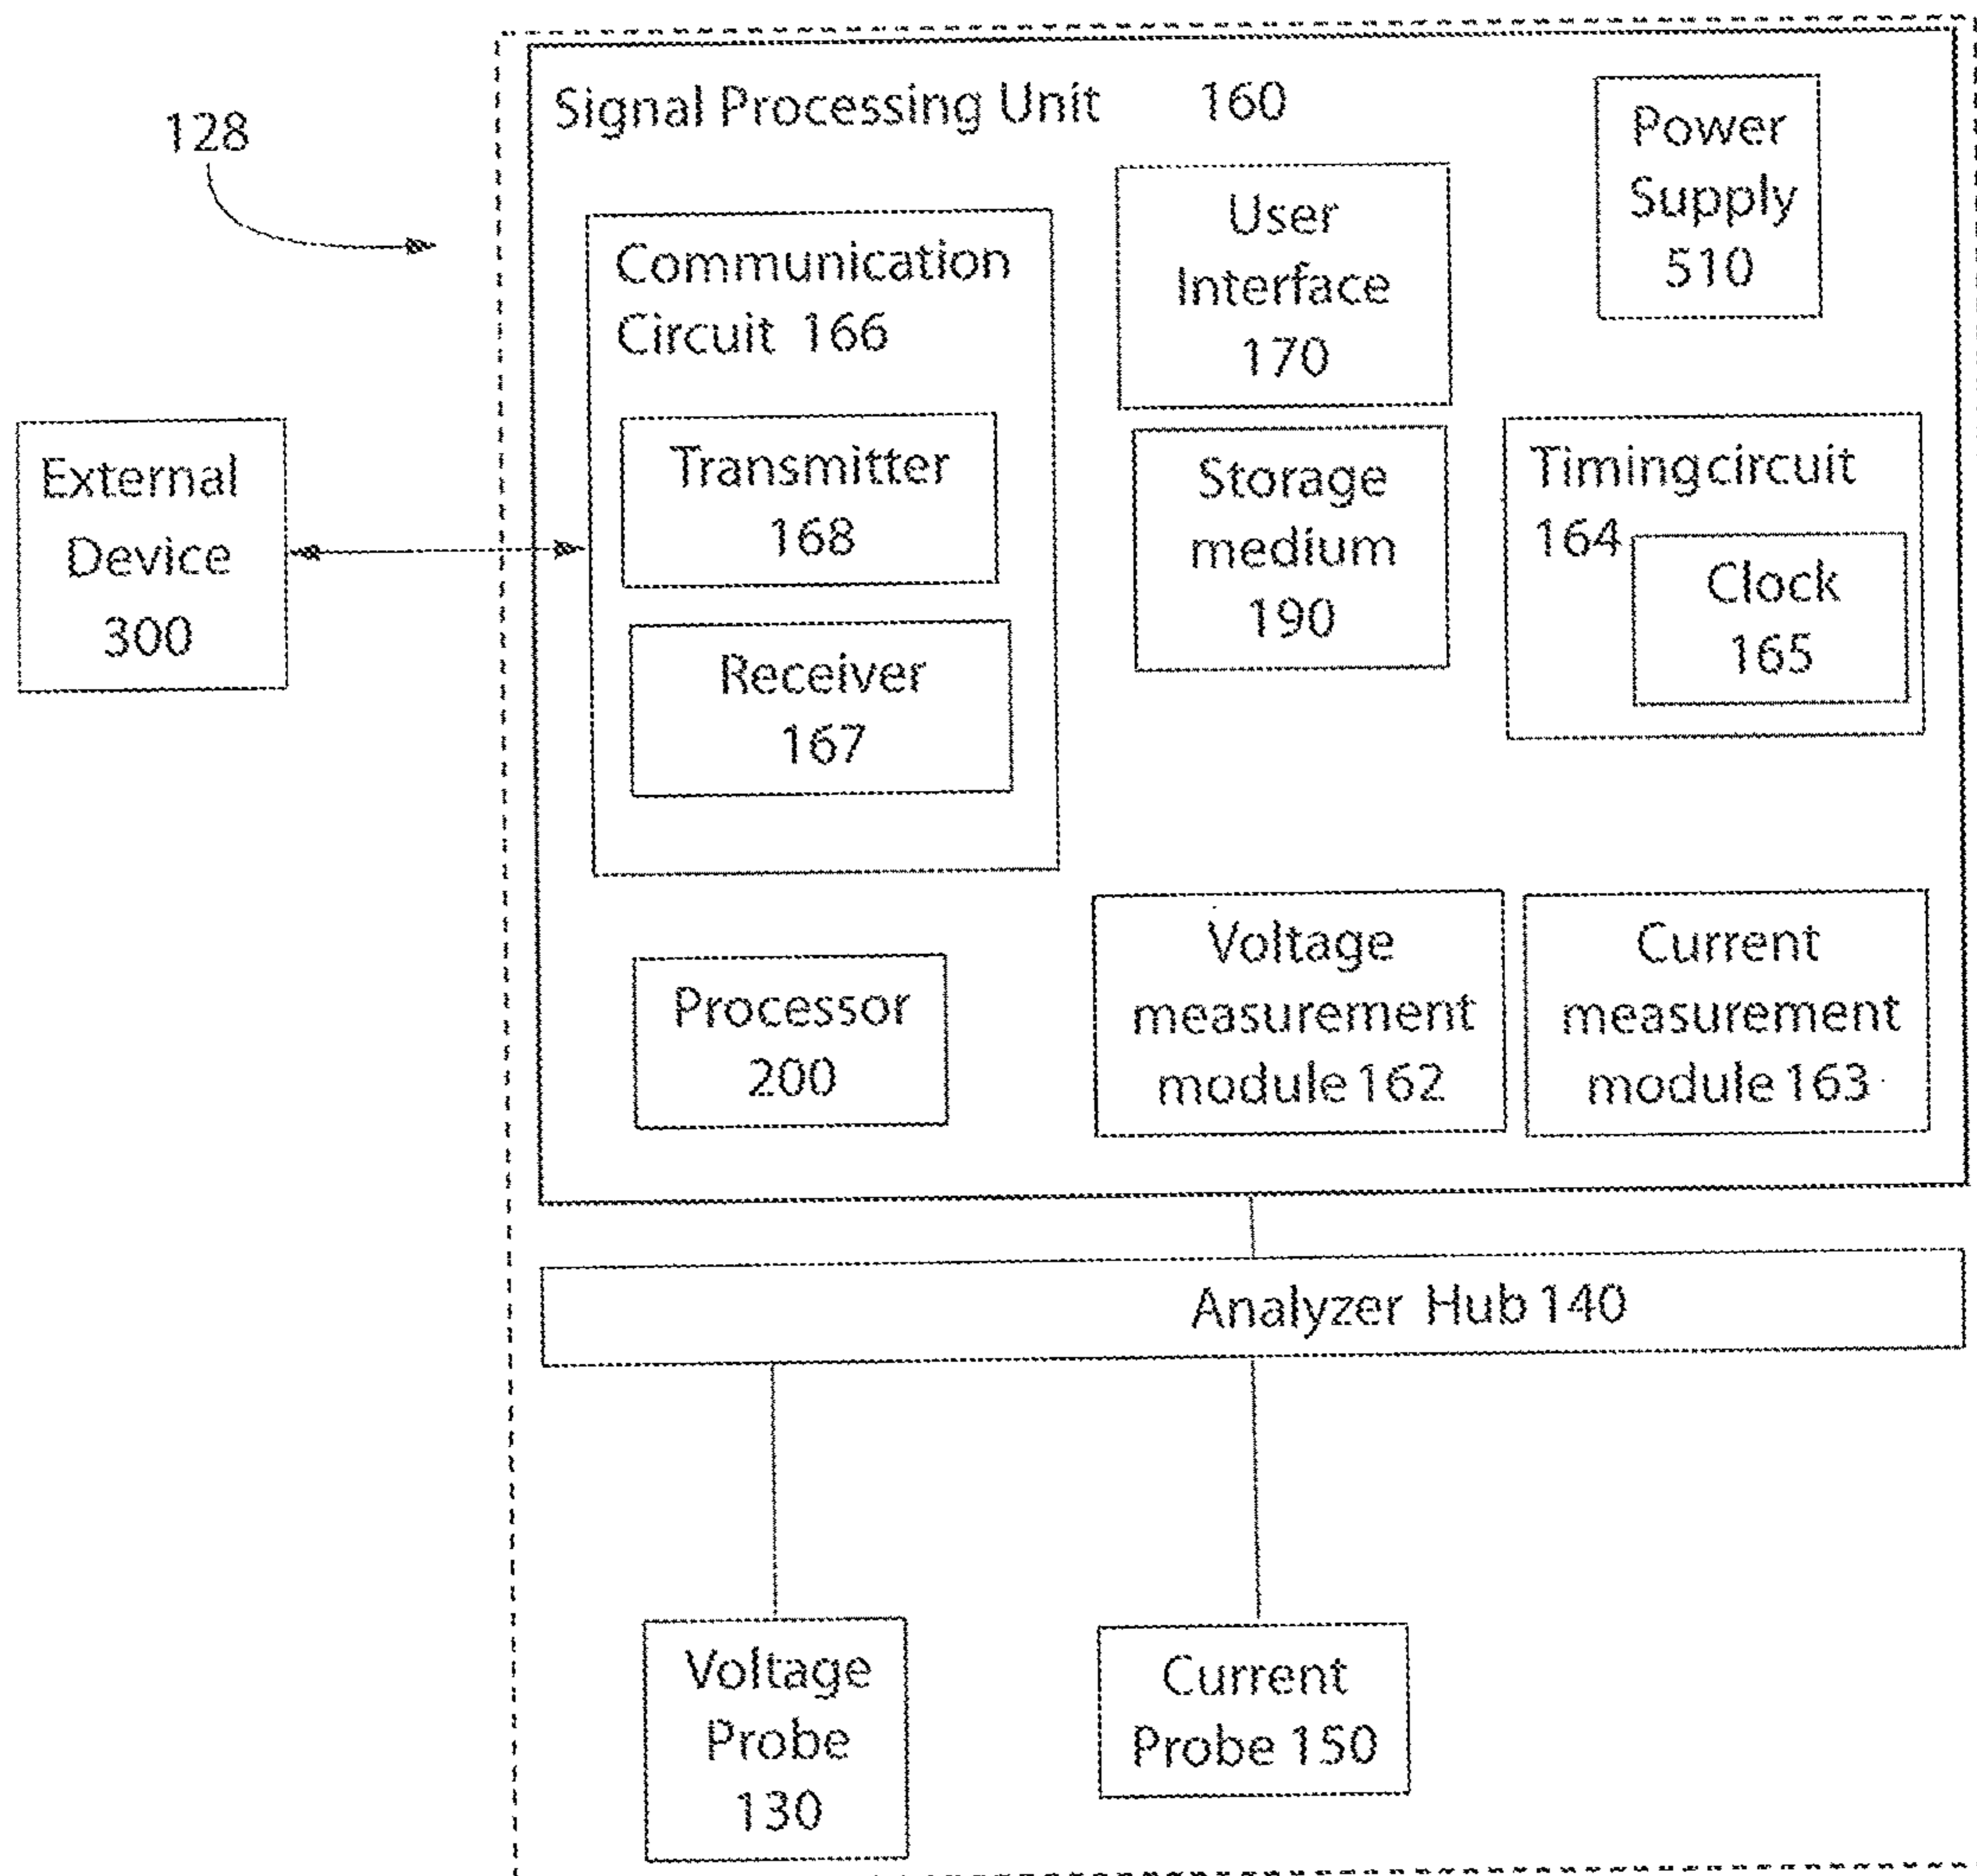 128
Signal Processing Unit 160
Power
Supply
510
Communication
Circuit 166
User
Interface
170
Transmitter
168
Receiver
167
Storage
medium
190
Timingcircuit
164
Clock
165
External
Device
300
Processor
200
Voltage
measurement
module 162
Current
measurement
module 163
Analyzer Hub 140
Voltage
Probe
130
Current
Probe 150